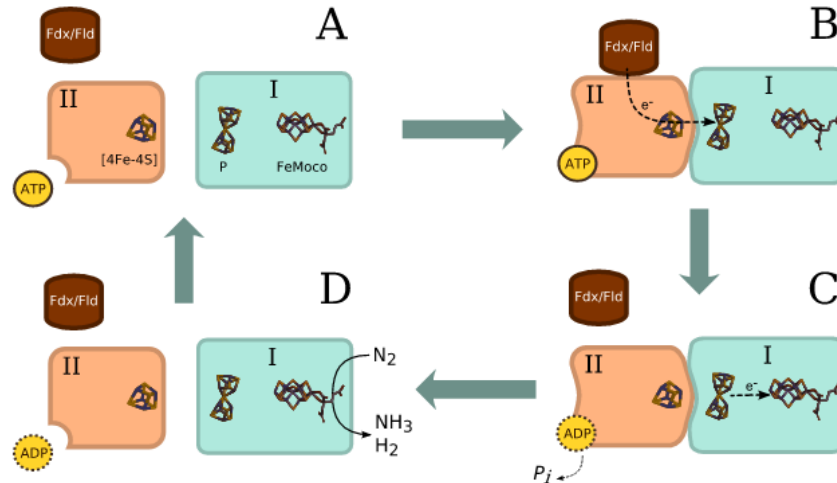 A
Fdx/Fld
II
I
[4Fe-4S]
P
FeMoco
ATP
B
Fdx/Fld
II
I
e-
ATP
D
Fdx/Fld
II
I
N2
NH3
H2
ADP
C
Fdx/Fld
II
I
e-
ADP
Pi